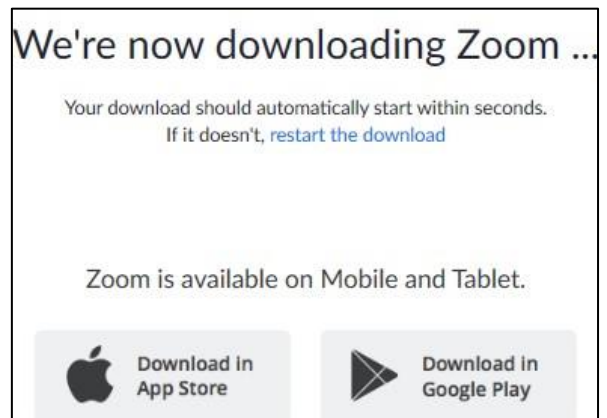 We're now downloading Zoom ...
Your download should automatically start within seconds.
If it doesn't, restart the download
Zoom is available on Mobile and Tablet.
Download in
App Store
Download in
Google Play